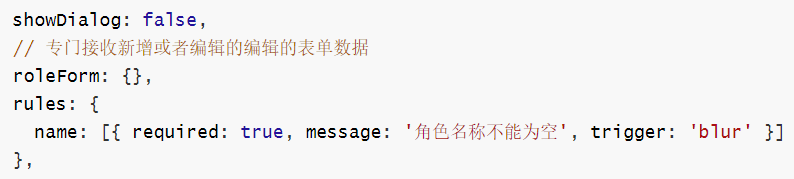 showDialog: false,
// 专门接收新增或者编辑的编辑的表单数据
roleForm: {},
rules: {
  name: [{ required: true, message: '角色名称不能为空', trigger: 'blur' }]
},